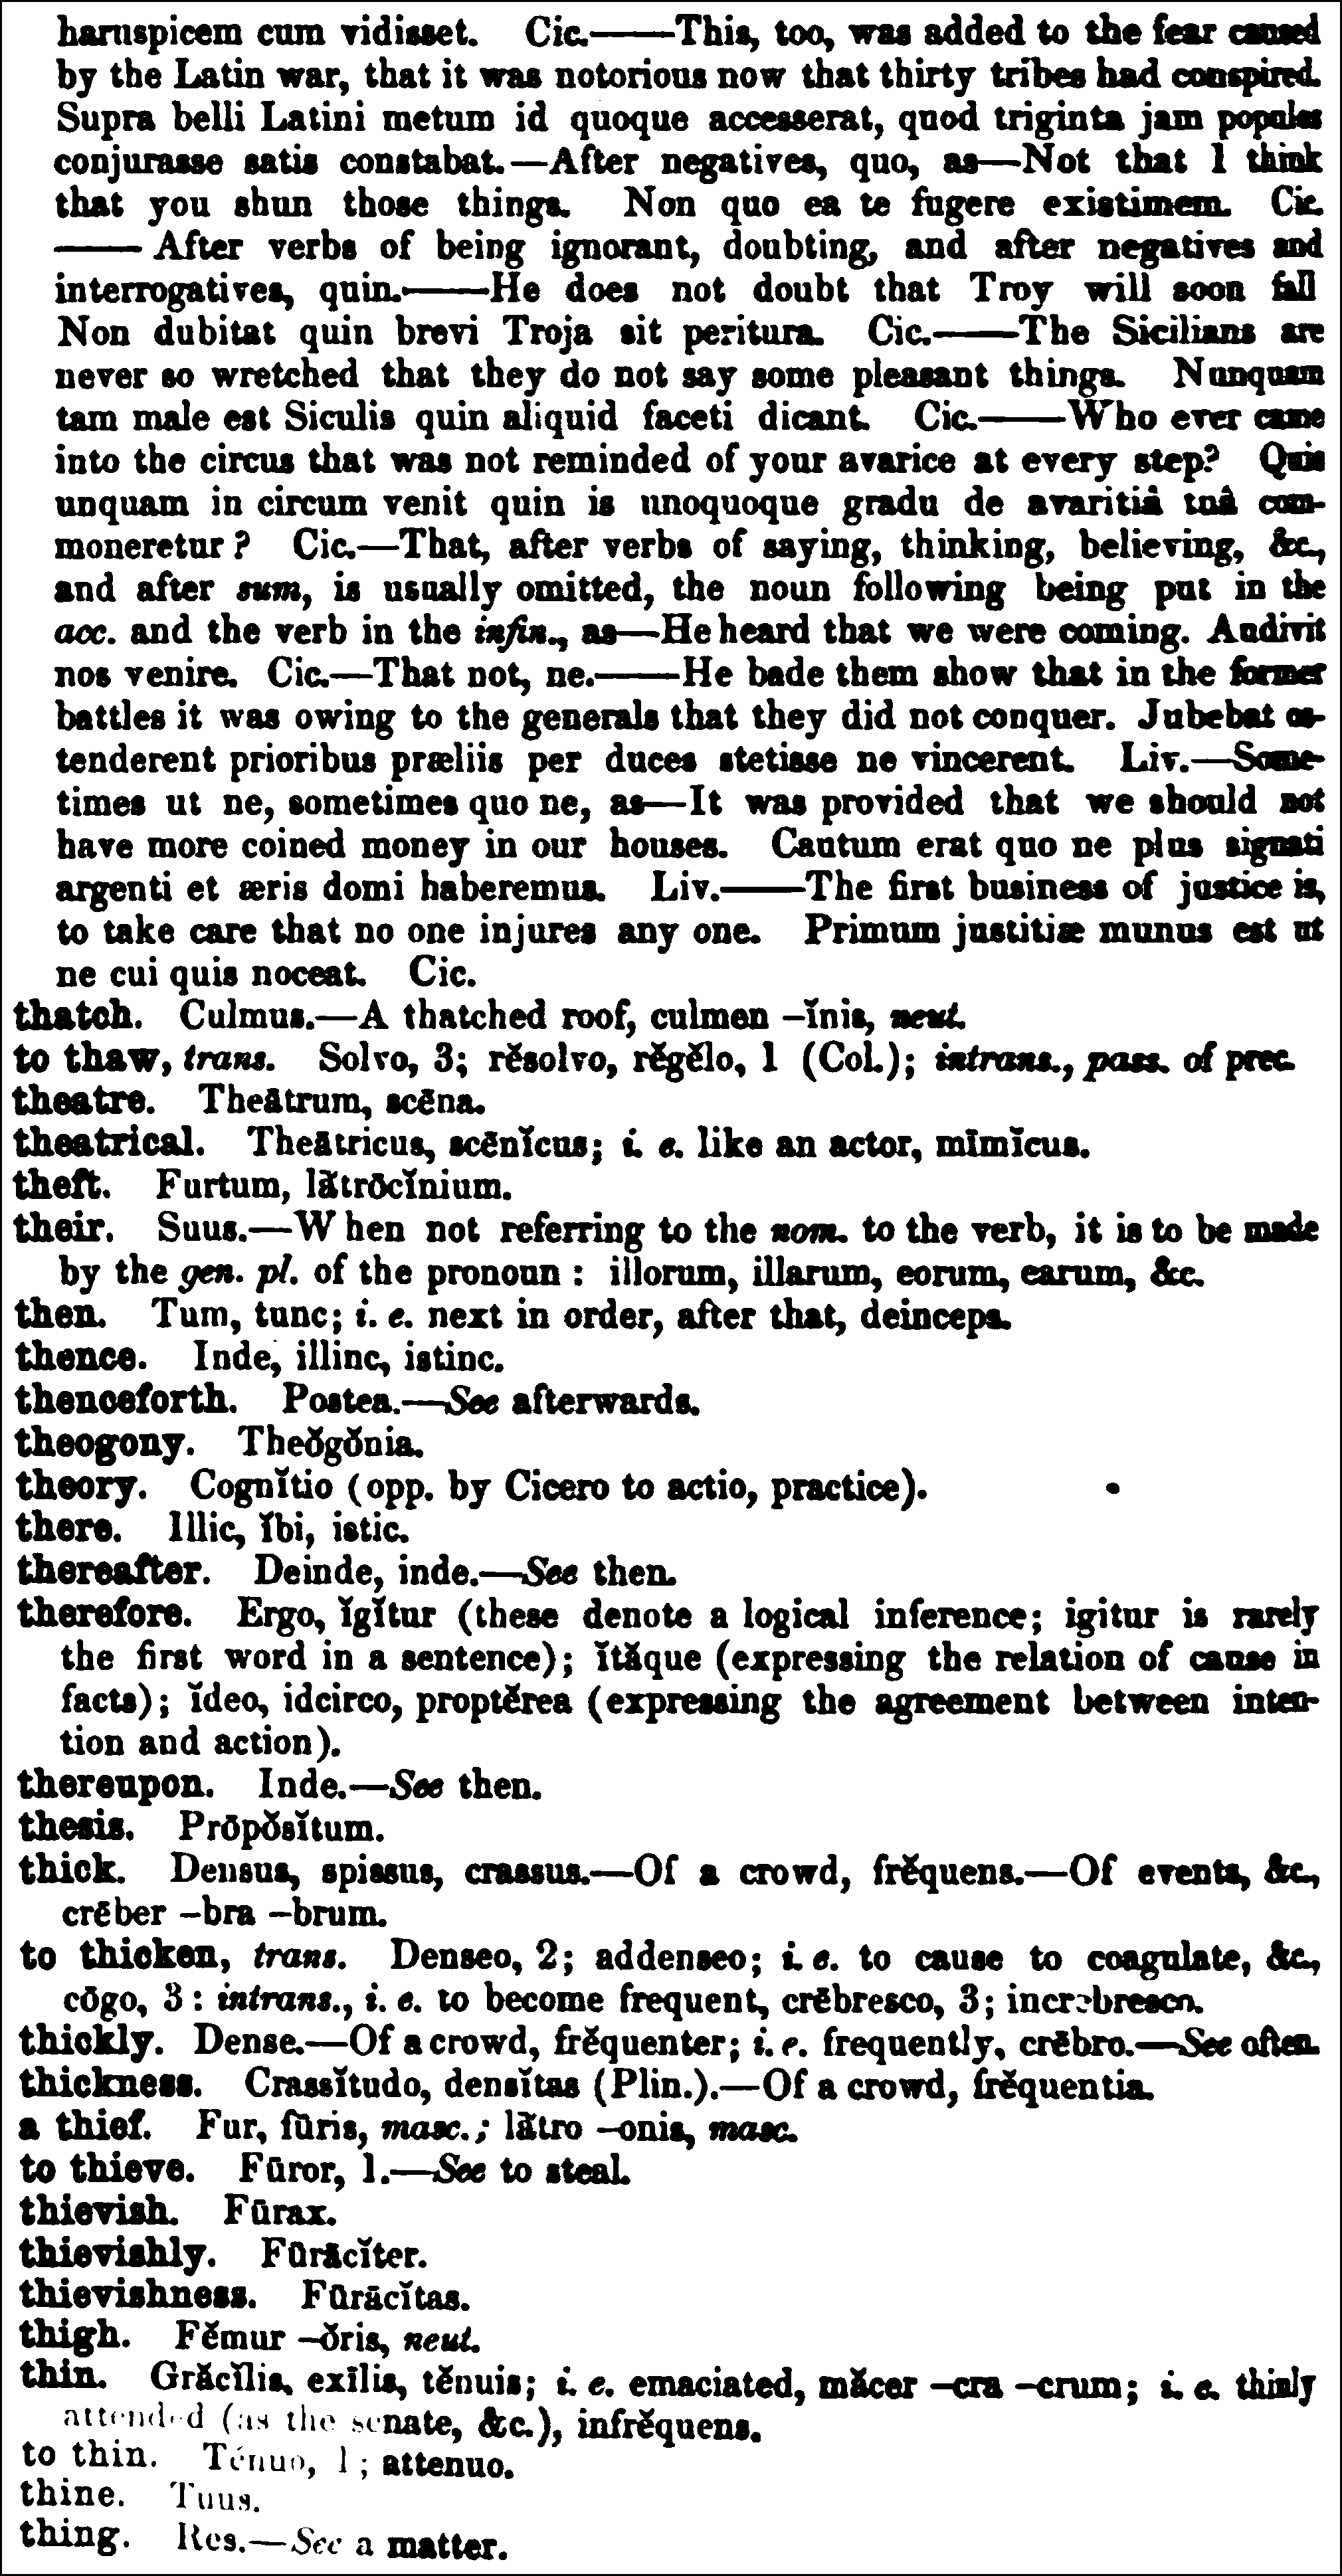 haruspicem cum vidisset. Cic.——This, too, was added to the fear caused
by the Latin war, that it was notorious now that thirty tribes had conspired.
Supra belli Latini metum id quoque accesserat, quod triginta jam populos
conjurasse satis constabat.—After negatives, quo, as—Not that I think
that you shun those things. Non quo ea te fugere existimem. Cic.
—— After verbs of being ignorant, doubting, and after negatives and
interrogatives, quin.——He does not doubt that Troy will soon fall
Non dubitat quin brevi Troja sit peritura. Cic.——The Sicilians are
never so wretched that they do not say some pleasant things. Nunquam
tam male est Siculis quin aliquid faceti dicant. Cic.——Who ever came
into the circus that was not reminded of your avarice at every step? Quis
unquam in circum venit quin is unoquoque gradu de avaritiâ tuâ com-
moneretur? Cic.—That, after verbs of saying, thinking, believing, &c.,
and after sum, is usually omitted, the noun following being put in the
acc. and the verb in the infin., as—He heard that we were coming. Audivit
nos venire. Cic.—That not, ne.——He bade them show that in the former
battles it was owing to the generals that they did not conquer. Jubebat os-
tenderent prioribus præliis per duces stetisse ne vincerent. Liv.—Some-
times ut ne, sometimes quo ne, as—It was provided that we should not
have more coined money in our houses. Cautum erat quo ne plus signati
argenti et æris domi haberemus. Liv.——The first business of justice is,
to take care that no one injures any one. Primum justitiæ munus est ut
ne cui quis noceat. Cic.
thatch. Culmus.—A thatched roof, culmen –ĭnis, neut.
to thaw, trans. Solvo, 3; rĕsolvo, rĕgĕlo, 1 (Col.); intrans., pass. of prec.
theatre. Theātrum, scēna.
theatrical. Theātricus, scēnĭcus; i. e. like an actor, mīmĭcus.
theft. Furtum, lătrōcĭnium.
their. Suus.—When not referring to the nom. to the verb, it is to be made
by the gen. pl. of the pronoun: illorum, illarum, eorum, earum, &c.
then. Tum, tunc; i. e. next in order, after that, deinceps.
thence. Inde, illinc, istinc.
thenceforth. Postea.—See afterwards.
theogony. Theŏgŏnia.
theory. Cognĭtio (opp. by Cicero to actio, practice).
there. Illic, ĭbi, istic.
thereafter. Deinde, inde.—See then.
therefore. Ergo, ĭgĭtur (these denote a logical inference; igitur is rarely
the first word in a sentence); ĭtăque (expressing the relation of cause in
facts); ĭdeo, idcirco, proptĕrea (expressing the agreement between inten-
tion and action).
thereupon. Inde.—See then.
thesis. Prōpŏsĭtum.
thick. Densus, spissus, crassus.—Of a crowd, frĕquens.—Of events, &c.,
crēber –bra –brum.
to thicken, trans. Denseo, 2; addenseo; i. e. to cause to coagulate, &c.,
cōgo, 3: intrans., i. e. to become frequent, crēbresco, 3; increbresco.
thickly. Dense.—Of a crowd, frĕquenter; i. e. frequently, crēbro.—See often.
thickness. Crassĭtudo, densĭtas (Plin.).—Of a crowd, frĕquentia.
a thief. Fur, fūris, masc.; lătro –onis, masc.
to thieve. Fūror, 1.—See to steal.
thievish. Fūrax.
thievishly. Fūrācĭter.
thievishness. Fūrācĭtas.
thigh. Fĕmur –ŏris, neut.
thin. Grăcĭlis, exīlis, tĕnuis; i. e. emaciated, măcer –cra –crum; i. e. thinly
attended (as the senate, &c.), infrĕquens.
to thin. Tĕnuo, 1; attenuo.
thine. Tuus.
thing. Res.—See a matter.